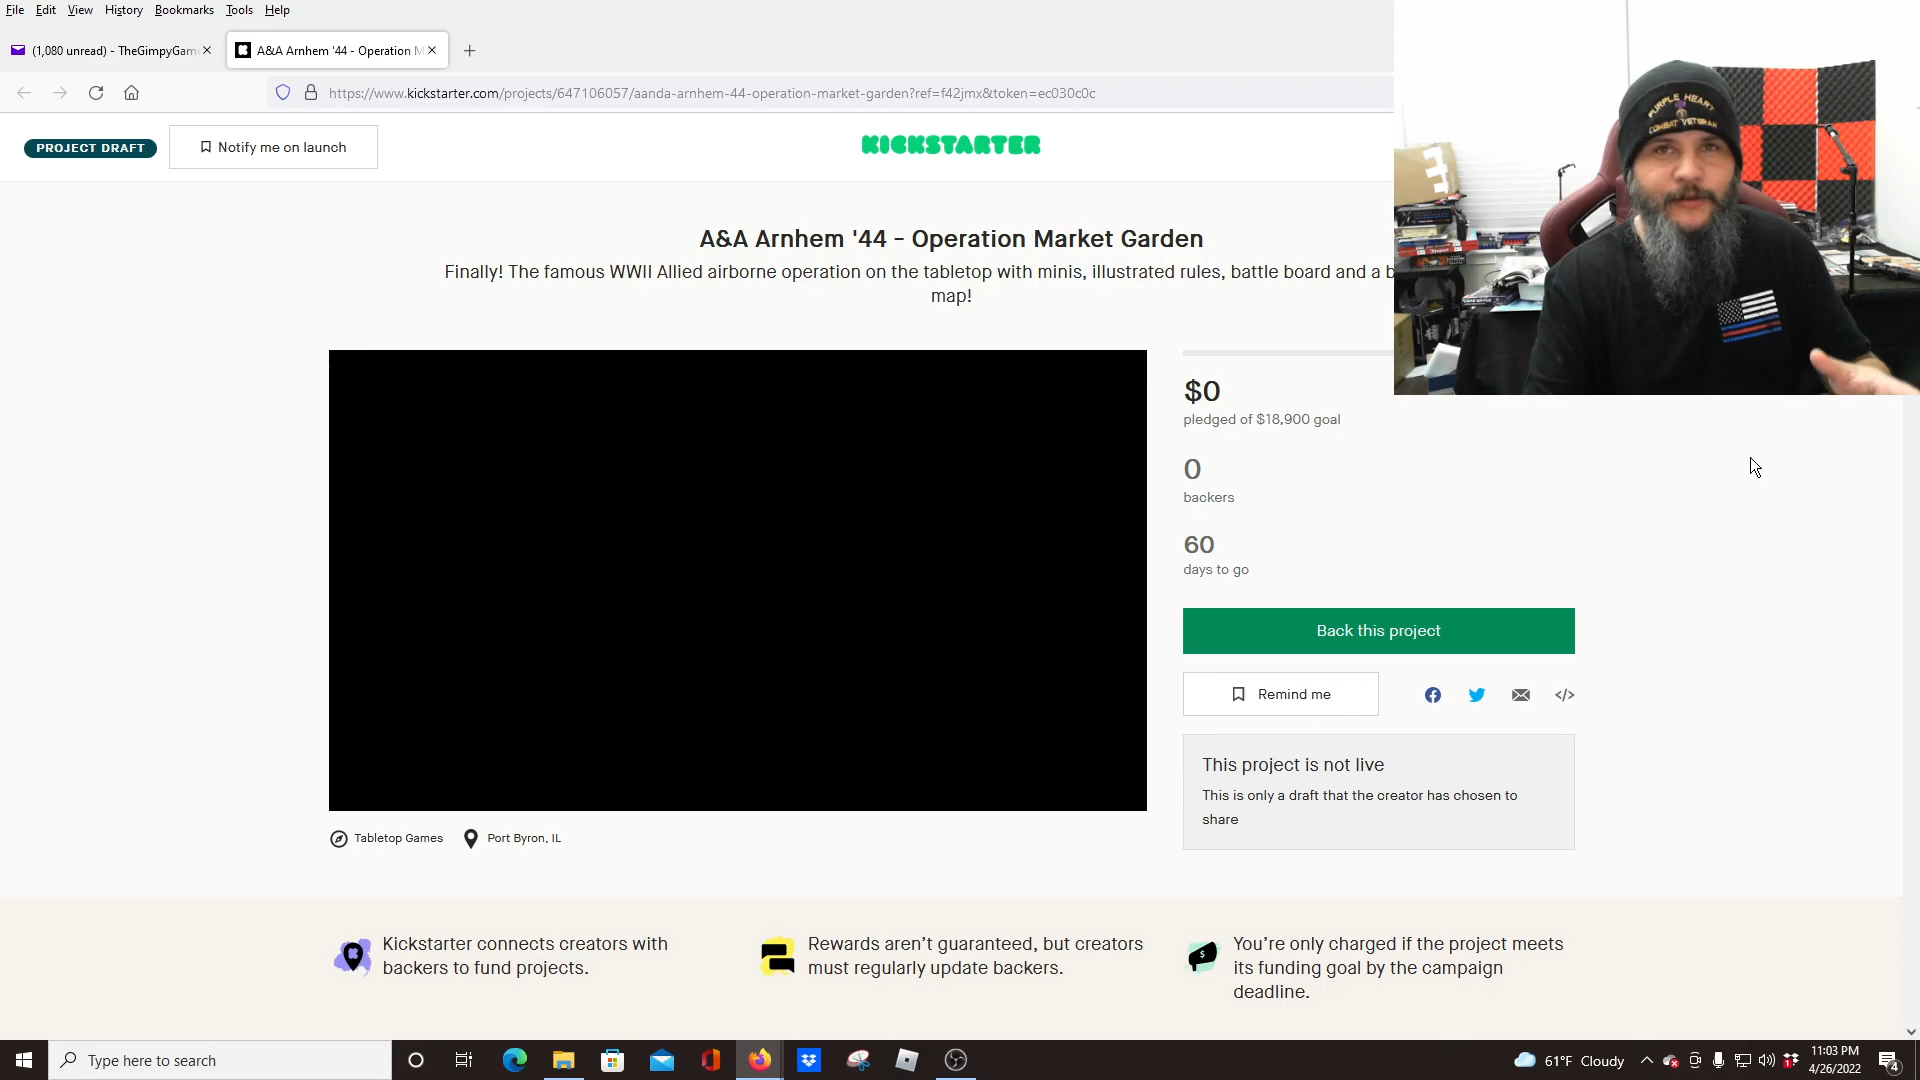 File Edit View History Bookmarks Tools Help
(1,080 unread) - TheGimpyGam
A&A Arnhem '44 - Operation M
https://www.kickstarter.com/projects/647106057/aanda-arnhem-44-operation-market-garden?ref=f42jmx&token=ec030c0c
PROJECT DRAFT
Notify me on launch
KICKSTARTER
PURPLE HEART
COMBAT VETERAN
A&A Arnhem '44 - Operation Market Garden
Finally! The famous WWII Allied airborne operation on the tabletop with minis, illustrated rules, battle board and a b
map!
$0
pledged of $18,900 goal
0
backers
60
days to go
Back this project
Remind me
This project is not live
This is only a draft that the creator has chosen to
share
Tabletop Games
Port Byron, IL
Kickstarter connects creators with
backers to fund projects.
Rewards aren't guaranteed, but creators
must regularly update backers.
You're only charged if the project meets
its funding goal by the campaign
deadline.
Type here to search
61°F Cloudy
11:03 PM
4/26/2022
4